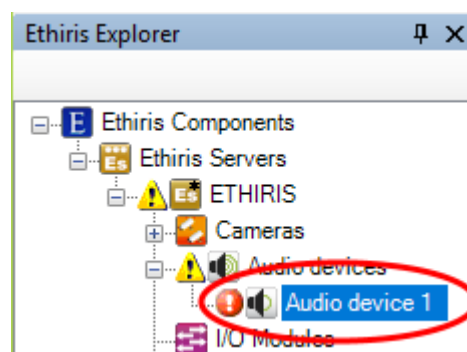 Ethiris Explorer
Ethiris Components
Ethiris Servers
ETHIRIS
Cameras
Audio devices
Audio device 1
I/O Modules